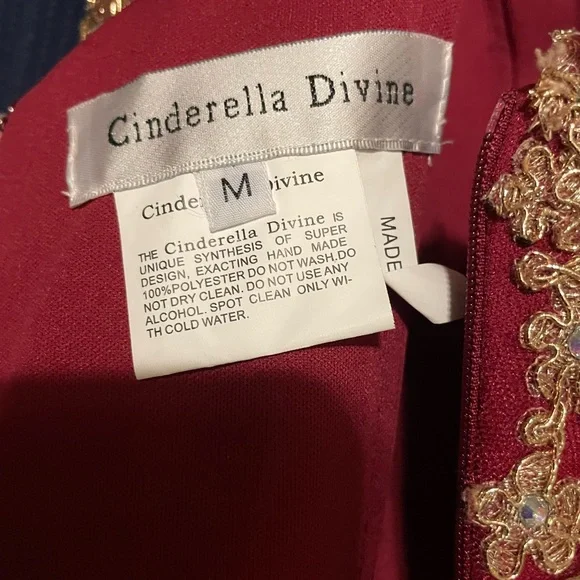 Cinderella Divine
M
Cinde ivine
THE Cinderella Divine IS
UNIQUE SYNTHESIS OF SUPER
DESIGN, EXACTING HAND MADE
100%POLYESTER DO NOT WASH,DO
NOT DRY CLEAN. DO NOT USE ANY
ALCOHOL. SPOT CLEAN ONLY WI-
TH COLD WATER.
MADE